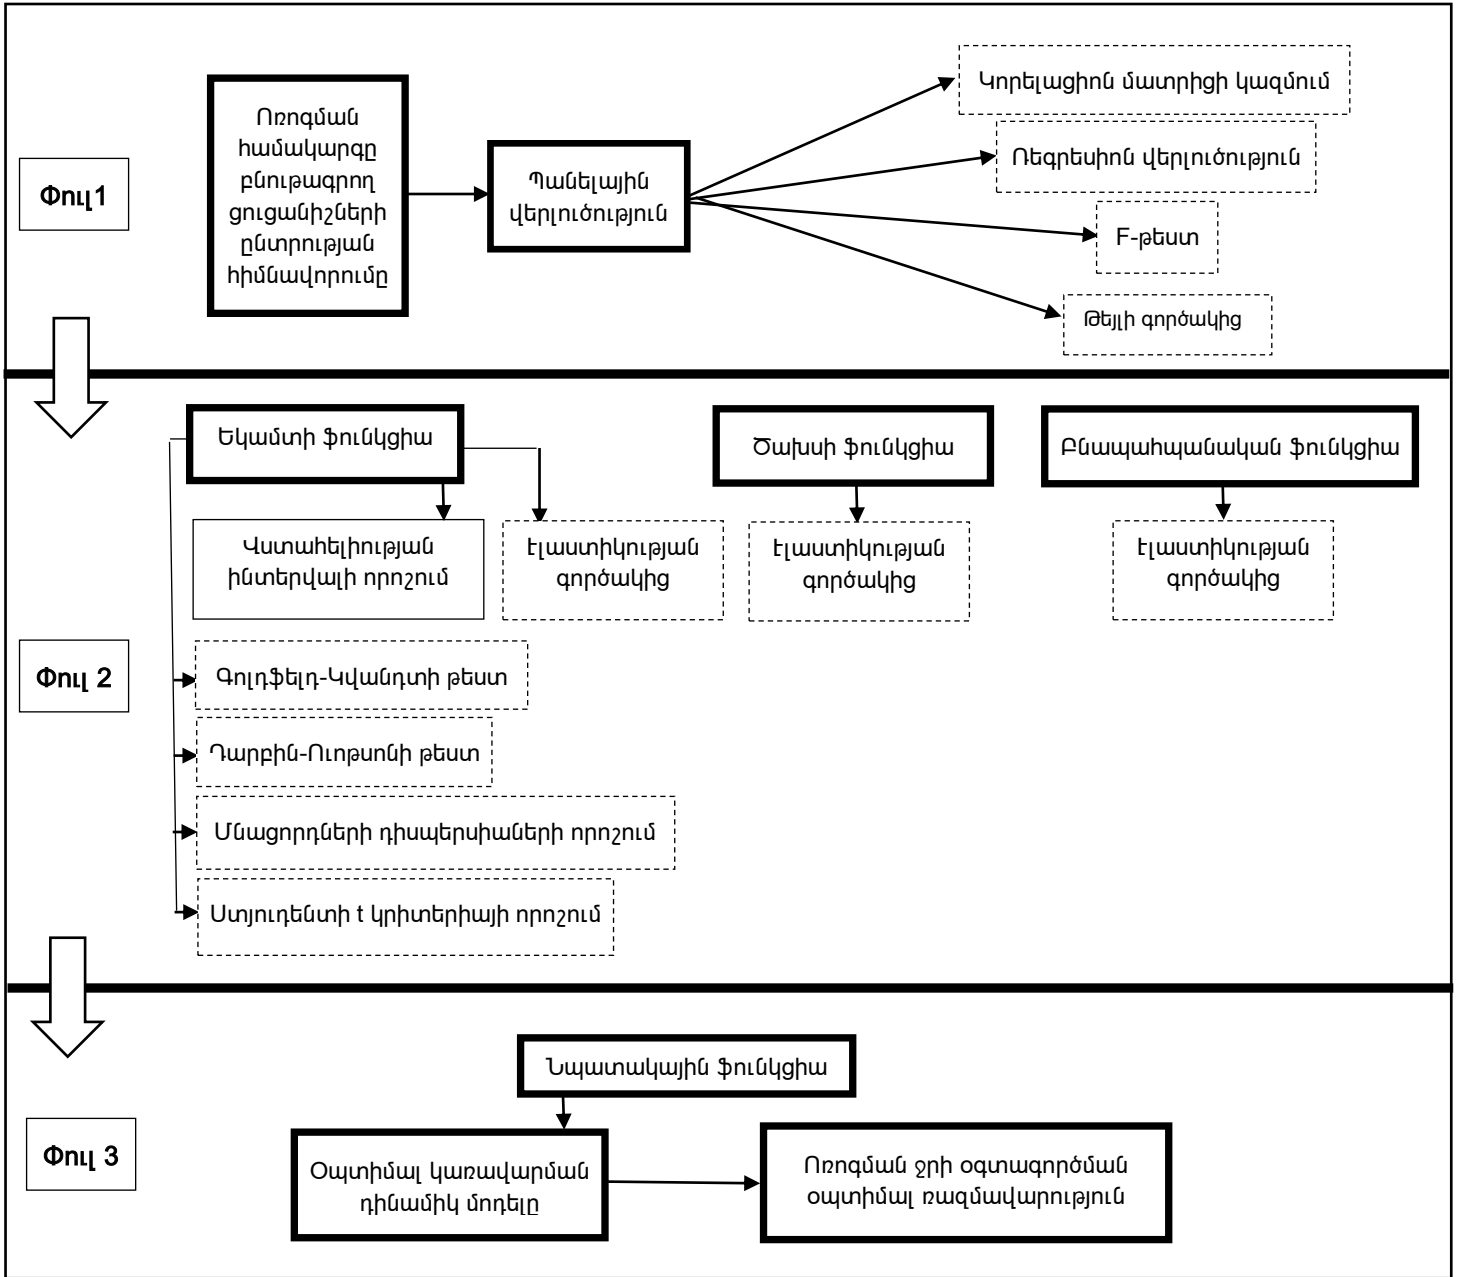 Փուլ1
Ոռոգման
համակարգը
բնութագրող
ցուցանիշների
ընտրության
հիմնավորումը
Պանելային
վերլուծություն
Կորելացիոն մատրիցի կազմում
Ռեգրեսիոն վերլուծություն
F-թեստ
Թեյլի գործակից
Փուլ 2
Եկամտի ֆունկցիա
Ծախսի ֆունկցիա
Բնապահպանական ֆունկցիա
Վստահելիության
ինտերվալի որոշում
էլաստիկության
գործակից
էլաստիկության
գործակից
էլաստիկության
գործակից
Գոլդֆելդ-Կվանդտի թեստ
Դարբին-Ուոթսոնի թեստ
Մնացորդների դիսպերսիաների որոշում
Ստյուդենտի t կրիտերիայի որոշում
Փուլ 3
Նպատակային ֆունկցիա
Օպտիմալ կառավարման
դինամիկ մոդելը
Ոռոգման ջրի օգտագործման
օպտիմալ ռազմավարություն